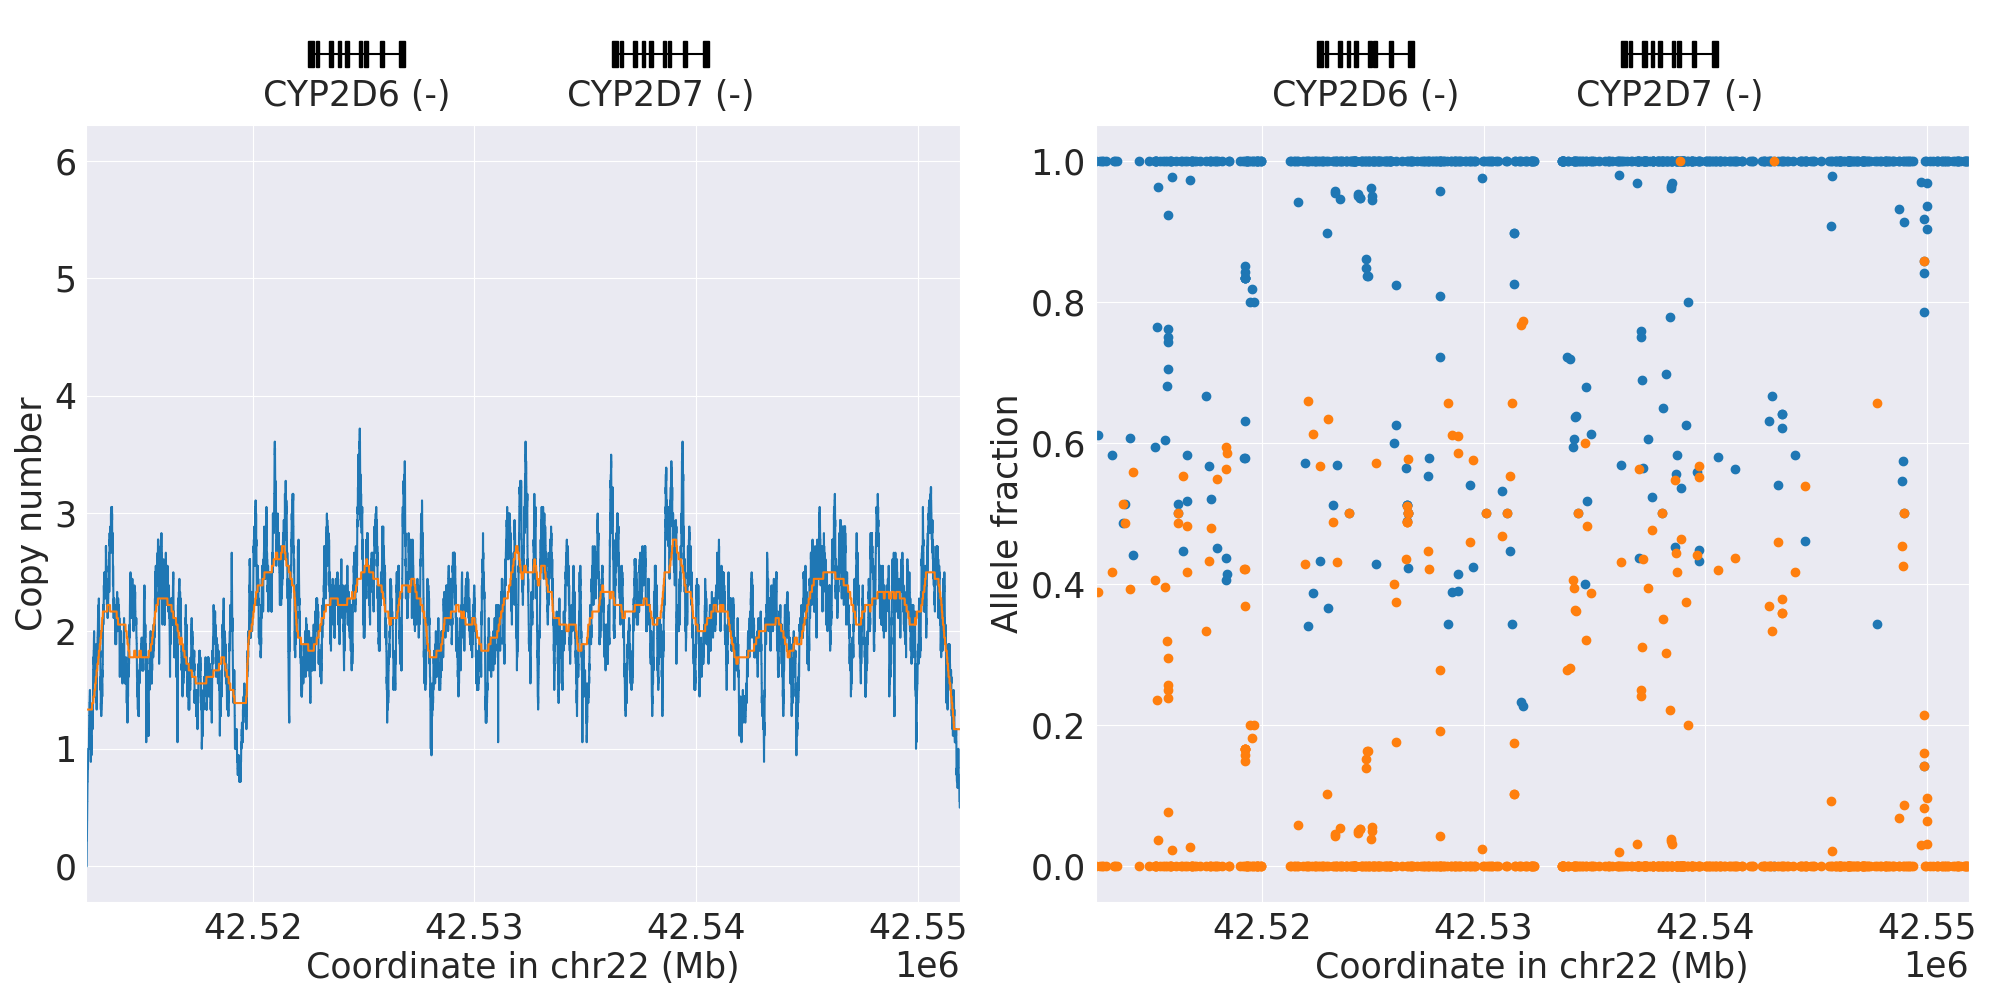 CYP2D6 (-) CYP2D7 (-)
6
5
4
3
2
1
0
Copy number
42.52 42.53 42.54 42.55
Coordinate in chr22 (Mb)
1e6
CYP2D6 (-) CYP2D7 (-)
1.0
0.8
0.6
0.4
0.2
0.0
Allele fraction
42.52 42.53 42.54 42.55
Coordinate in chr22 (Mb)
1e6